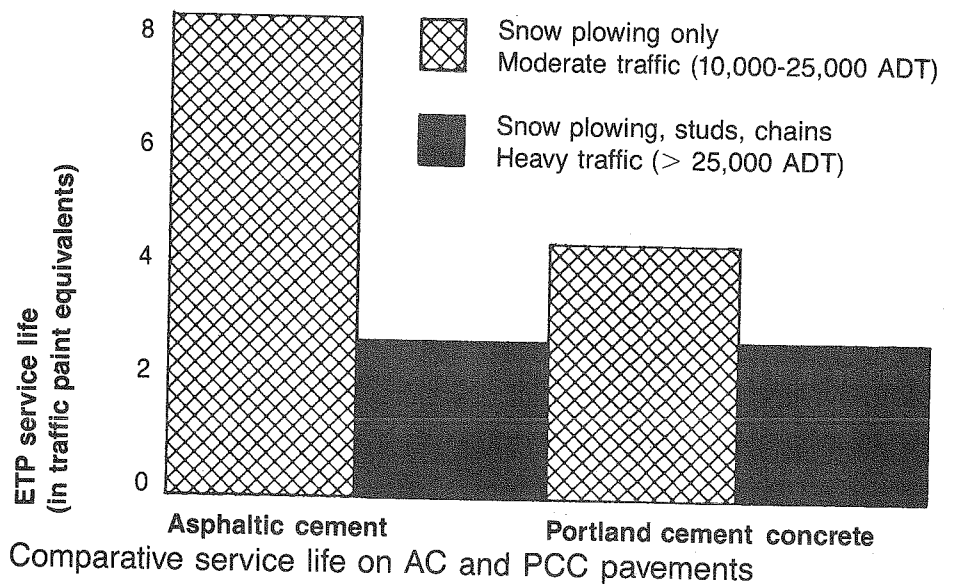 8
6
4
2
0
ETP service life
(in traffic paint equivalents)
Snow plowing only
Moderate traffic (10,000-25,000 ADT)
Snow plowing, studs, chains
Heavy traffic (> 25,000 ADT)
Asphaltic cement
Portland cement concrete
Comparative service life on AC and PCC pavements